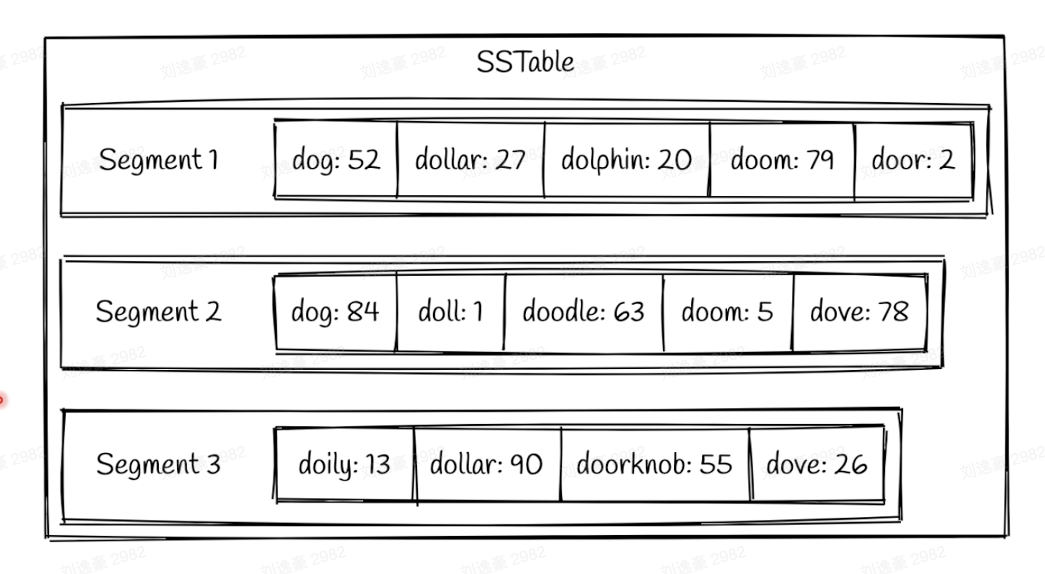 SSTable
Segment 1 dog: 52 dollar: 27 dolphin: 20 doom: 79 door: 2
Segment 2 dog: 84 doll: 1 doodle: 63 doom: 5 dove: 78
Segment 3 doily: 13 dollar: 90 doorknob: 55 dove: 26
刘逸豪 2982